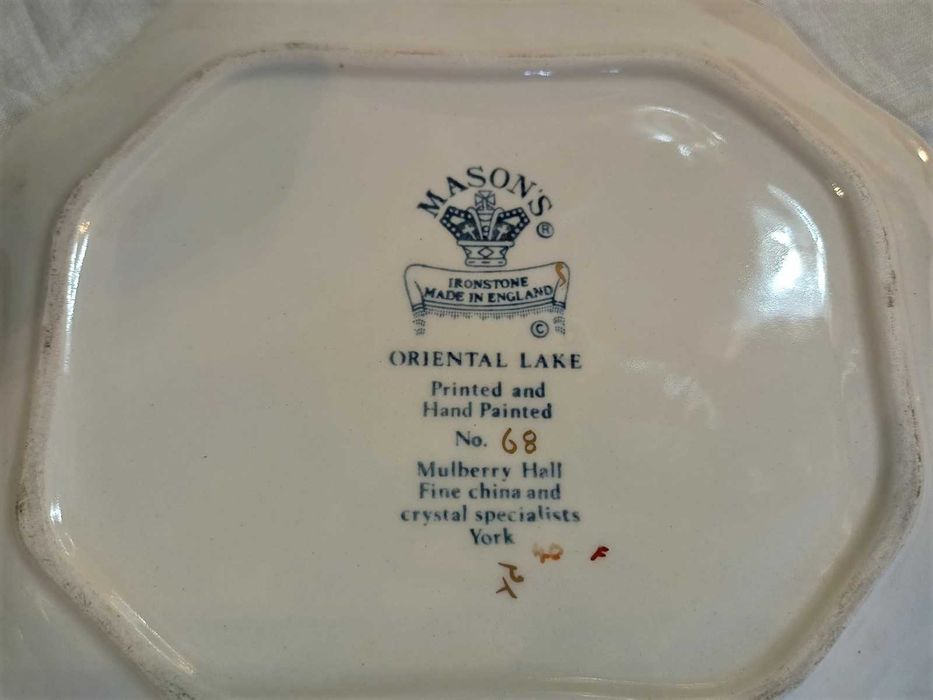 MASON'S
®
IRONSTONE
MADE IN ENGLAND
©
ORIENTAL LAKE
Printed and
Hand Painted
No. 68
Mulberry Hall
Fine china and
crystal specialists
York
F